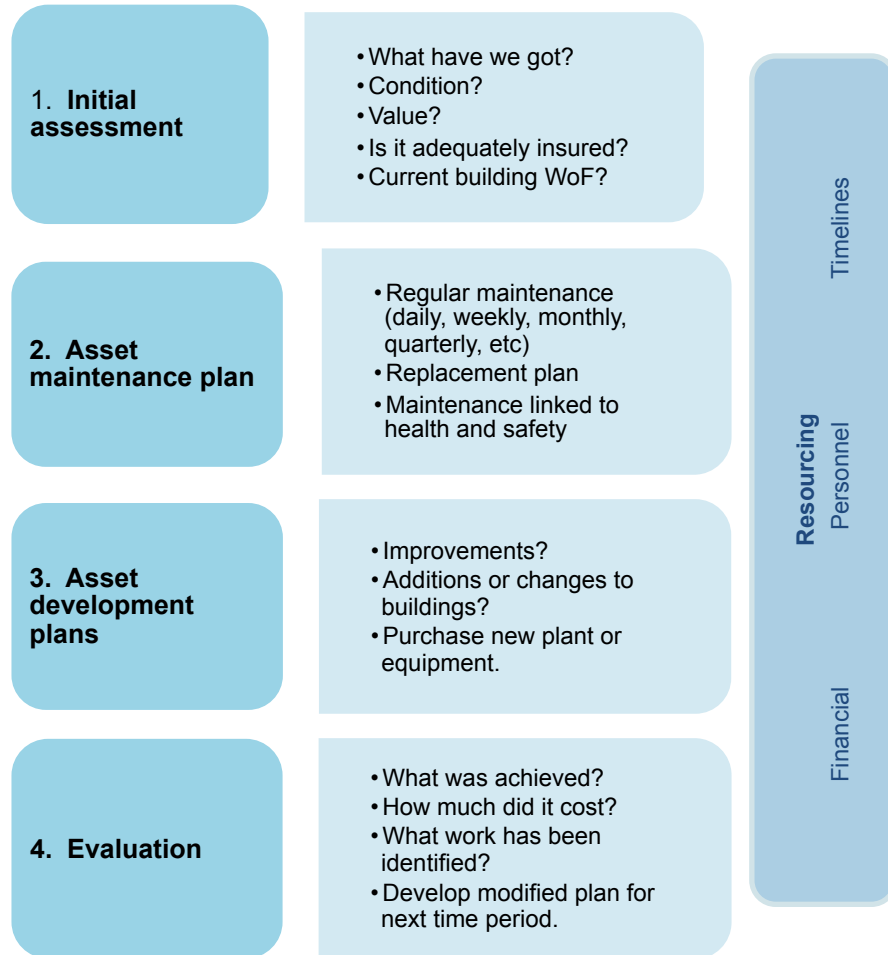 1. Initial
assessment
• What have we got?
• Condition?
• Value?
• Is it adequately insured?
• Current building WoF?
2. Asset
maintenance plan
• Regular maintenance
(daily, weekly, monthly,
quarterly, etc)
• Replacement plan
• Maintenance linked to
health and safety
3. Asset
development
plans
• Improvements?
• Additions or changes to
buildings?
• Purchase new plant or
equipment.
4. Evaluation
• What was achieved?
• How much did it cost?
• What work has been
identified?
• Develop modified plan for
next time period.
Resourcing
Financial Personnel Timelines